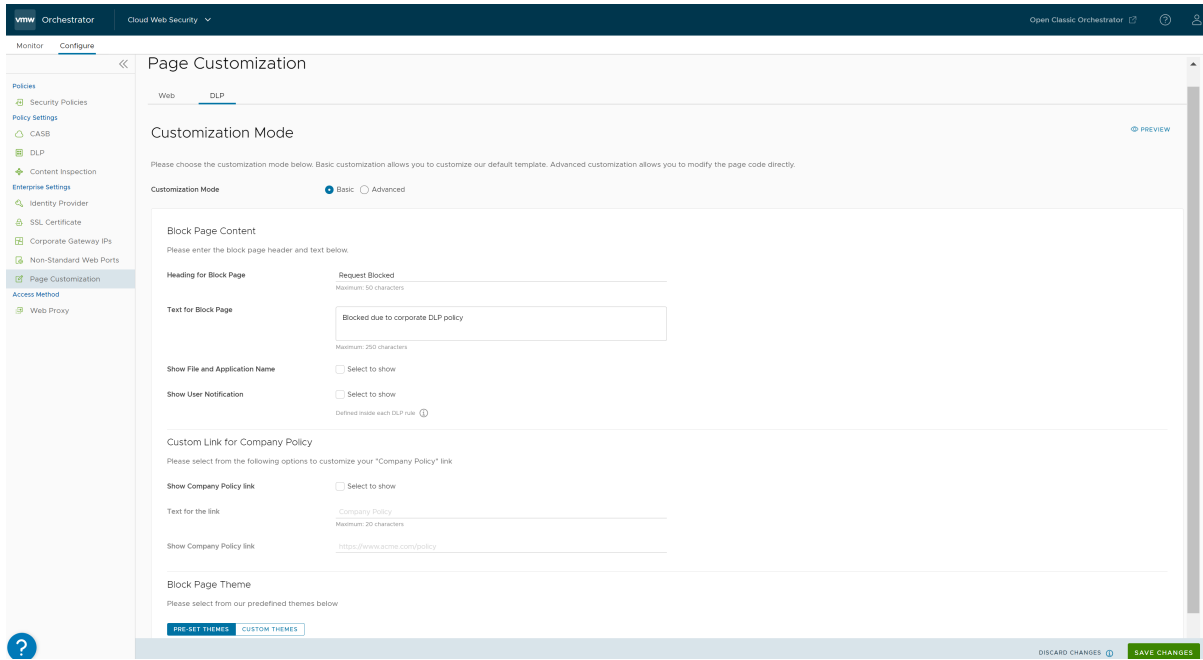 vmw Orchestrator
Cloud Web Security
Open Classic Orchestrator
?
Monitor Configure
Policies
Security Policies
Policy Settings
CASB
DLP
Content Inspection
Enterprise Settings
Identity Provider
SSL Certificate
Corporate Gateway IPs
Non-Standard Web Ports
Page Customization
Access Method
Web Proxy
Page Customization
Web DLP
Customization Mode
PREVIEW
Please choose the customization mode below. Basic customization allows you to customize our default template. Advanced customization allows you to modify the page code directly.
Customization Mode Basic Advanced
Block Page Content
Please enter the block page header and text below.
Heading for Block Page Request Blocked
Maximum: 50 characters
Text for Block Page Blocked due to corporate DLP policy
Maximum: 250 characters
Show File and Application Name Select to show
Show User Notification Select to show
Defined inside each DLP rule
Custom Link for Company Policy
Please select from the following options to customize your "Company Policy" link
Show Company Policy link Select to show
Text for the link Company Policy
Maximum: 20 characters
Show Company Policy link https://www.acme.com/policy
Block Page Theme
Please select from our predefined themes below
PRE-SET THEMES CUSTOM THEMES
?
DISCARD CHANGES SAVE CHANGES